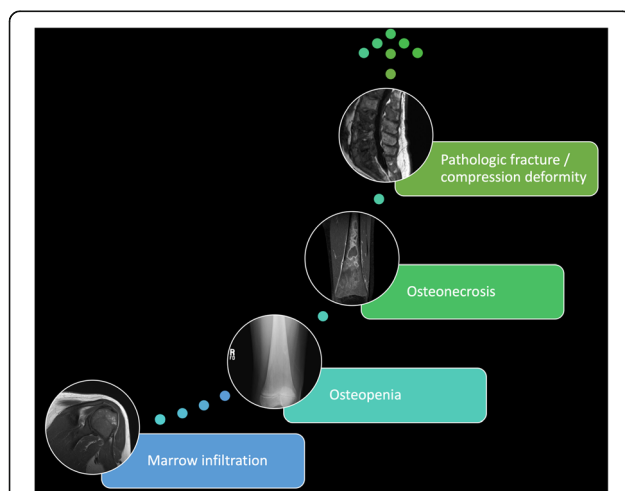 Pathologic fracture /
compression deformity
Osteonecrosis
R
Osteopenia
Marrow infiltration